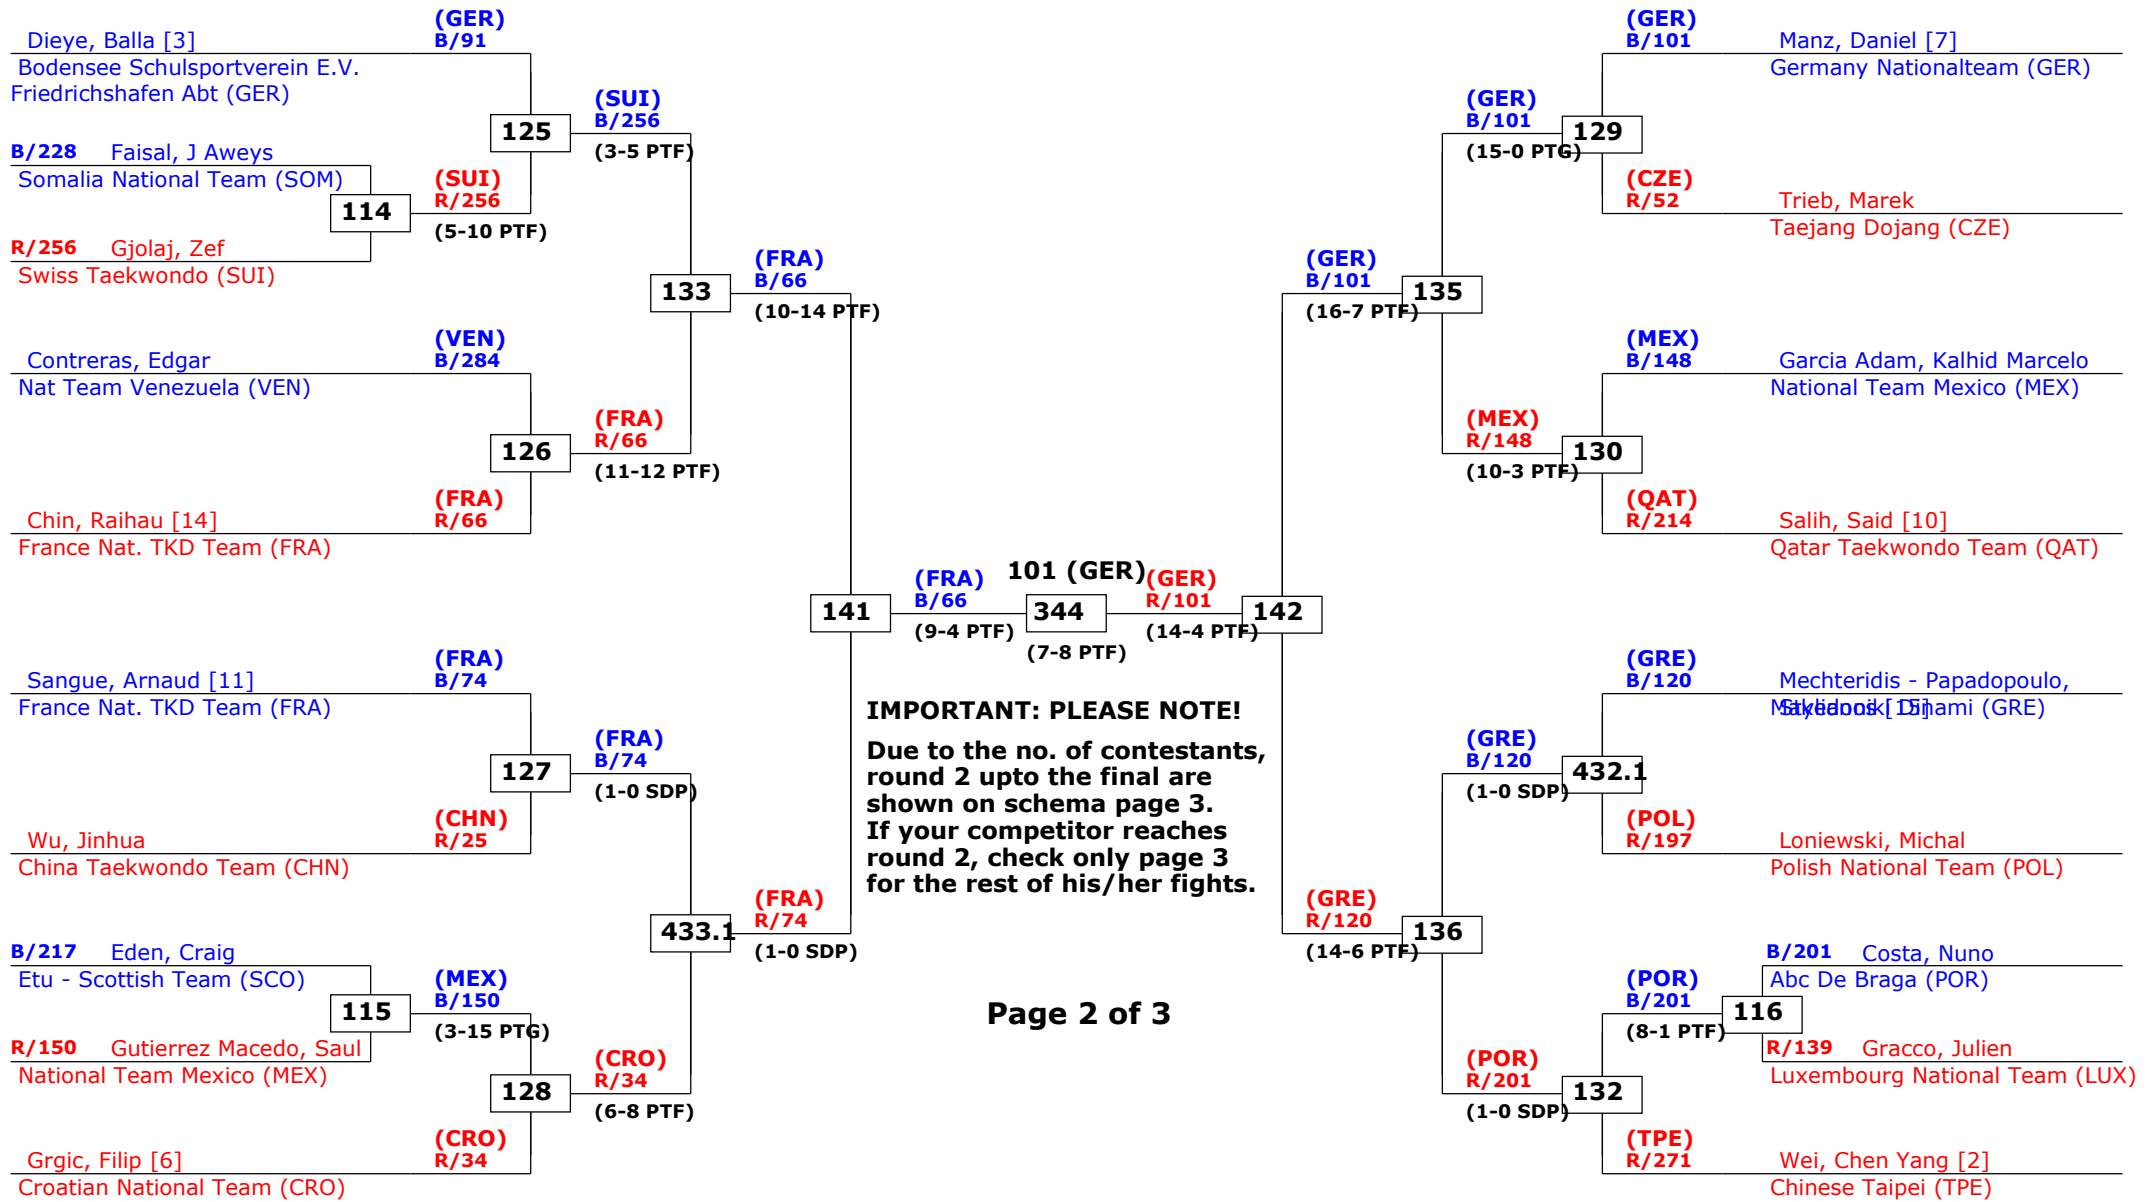 (GER)
Dieye, Balla [3] B/91
Bodensee Schulsportverein E.V.
Friedrichshafen Abt (GER)
(SUI)
B/256
125
(3-5 PTF)
B/228 Faisal, J Aweys
Somalia National Team (SOM)
(SUI)
R/256
114
(5-10 PTF)
R/256 Gjolaj, Zef
Swiss Taekwondo (SUI)
(FRA)
B/66
133
(10-14 PTF)
(VEN)
Contreras, Edgar B/284
Nat Team Venezuela (VEN)
(FRA)
R/66
126
(11-12 PTF)
(FRA)
Chin, Raihau [14] R/66
France Nat. TKD Team (FRA)
141
(FRA)
B/66
(9-4 PTF)
101 (GER)
344
(7-8 PTF)
(GER)
R/101
(14-4 PTF)
142
(FRA)
Sangue, Arnaud [11] B/74
France Nat. TKD Team (FRA)
(FRA)
B/74
127
(1-0 SDP)
(CHN)
Wu, Jinhua R/25
China Taekwondo Team (CHN)
(FRA)
R/74
433.1
(1-0 SDP)
B/217 Eden, Craig
Etu - Scottish Team (SCO)
(MEX)
B/150
115
(3-15 PTG)
R/150 Gutierrez Macedo, Saul
National Team Mexico (MEX)
(CRO)
R/34
128
(6-8 PTF)
(CRO)
Grgic, Filip [6] R/34
Croatian National Team (CRO)
IMPORTANT: PLEASE NOTE!
Due to the no. of contestants,
round 2 upto the final are
shown on schema page 3.
If your competitor reaches
round 2, check only page 3
for the rest of his/her fights.
Page 2 of 3
(GER)
B/101 Manz, Daniel [7]
Germany Nationalteam (GER)
(GER)
B/101
129
(15-0 PTG)
(CZE)
R/52 Trieb, Marek
Taejang Dojang (CZE)
(GER)
B/101
135
(16-7 PTF)
(MEX)
B/148 Garcia Adam, Kalhid Marcelo
National Team Mexico (MEX)
(MEX)
R/148
130
(10-3 PTF)
(QAT)
R/214 Salih, Said [10]
Qatar Taekwondo Team (QAT)
(GRE)
B/120 Mechteridis - Papadopoulo,
Stylianos [15]
Makedoniki Dinami (GRE)
(GRE)
B/120
432.1
(1-0 SDP)
(POL)
R/197 Loniewski, Michal
Polish National Team (POL)
(GRE)
R/120
136
(14-6 PTF)
B/201 Costa, Nuno
Abc De Braga (POR)
(POR)
B/201
116
(8-1 PTF)
R/139 Gracco, Julien
Luxembourg National Team (LUX)
(POR)
R/201
132
(1-0 SDP)
(TPE)
R/271 Wei, Chen Yang [2]
Chinese Taipei (TPE)